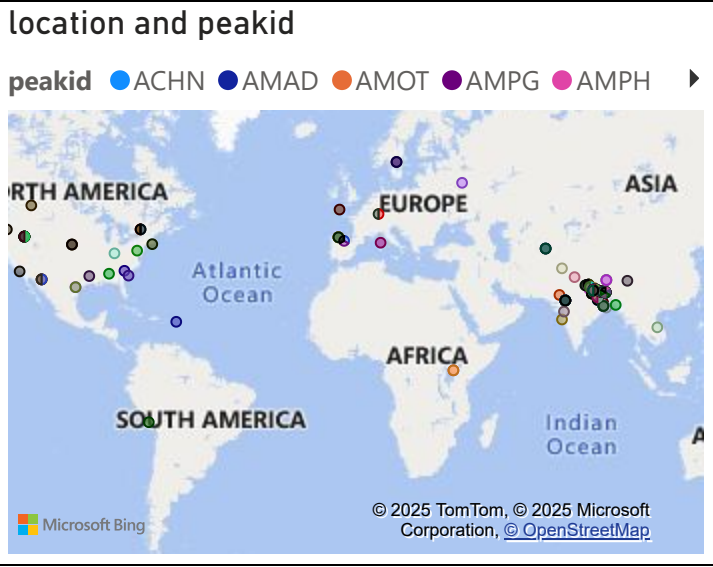 location and peakid
peakid ACHN AMAD AMOT AMPG AMPH
RTH AMERICA
EUROPE
ASIA
Atlantic
Ocean
AFRICA
SOUTH AMERICA
Indian
Ocean
A
Microsoft Bing
© 2025 TomTom, © 2025 Microsoft
Corporation, © OpenStreetMap